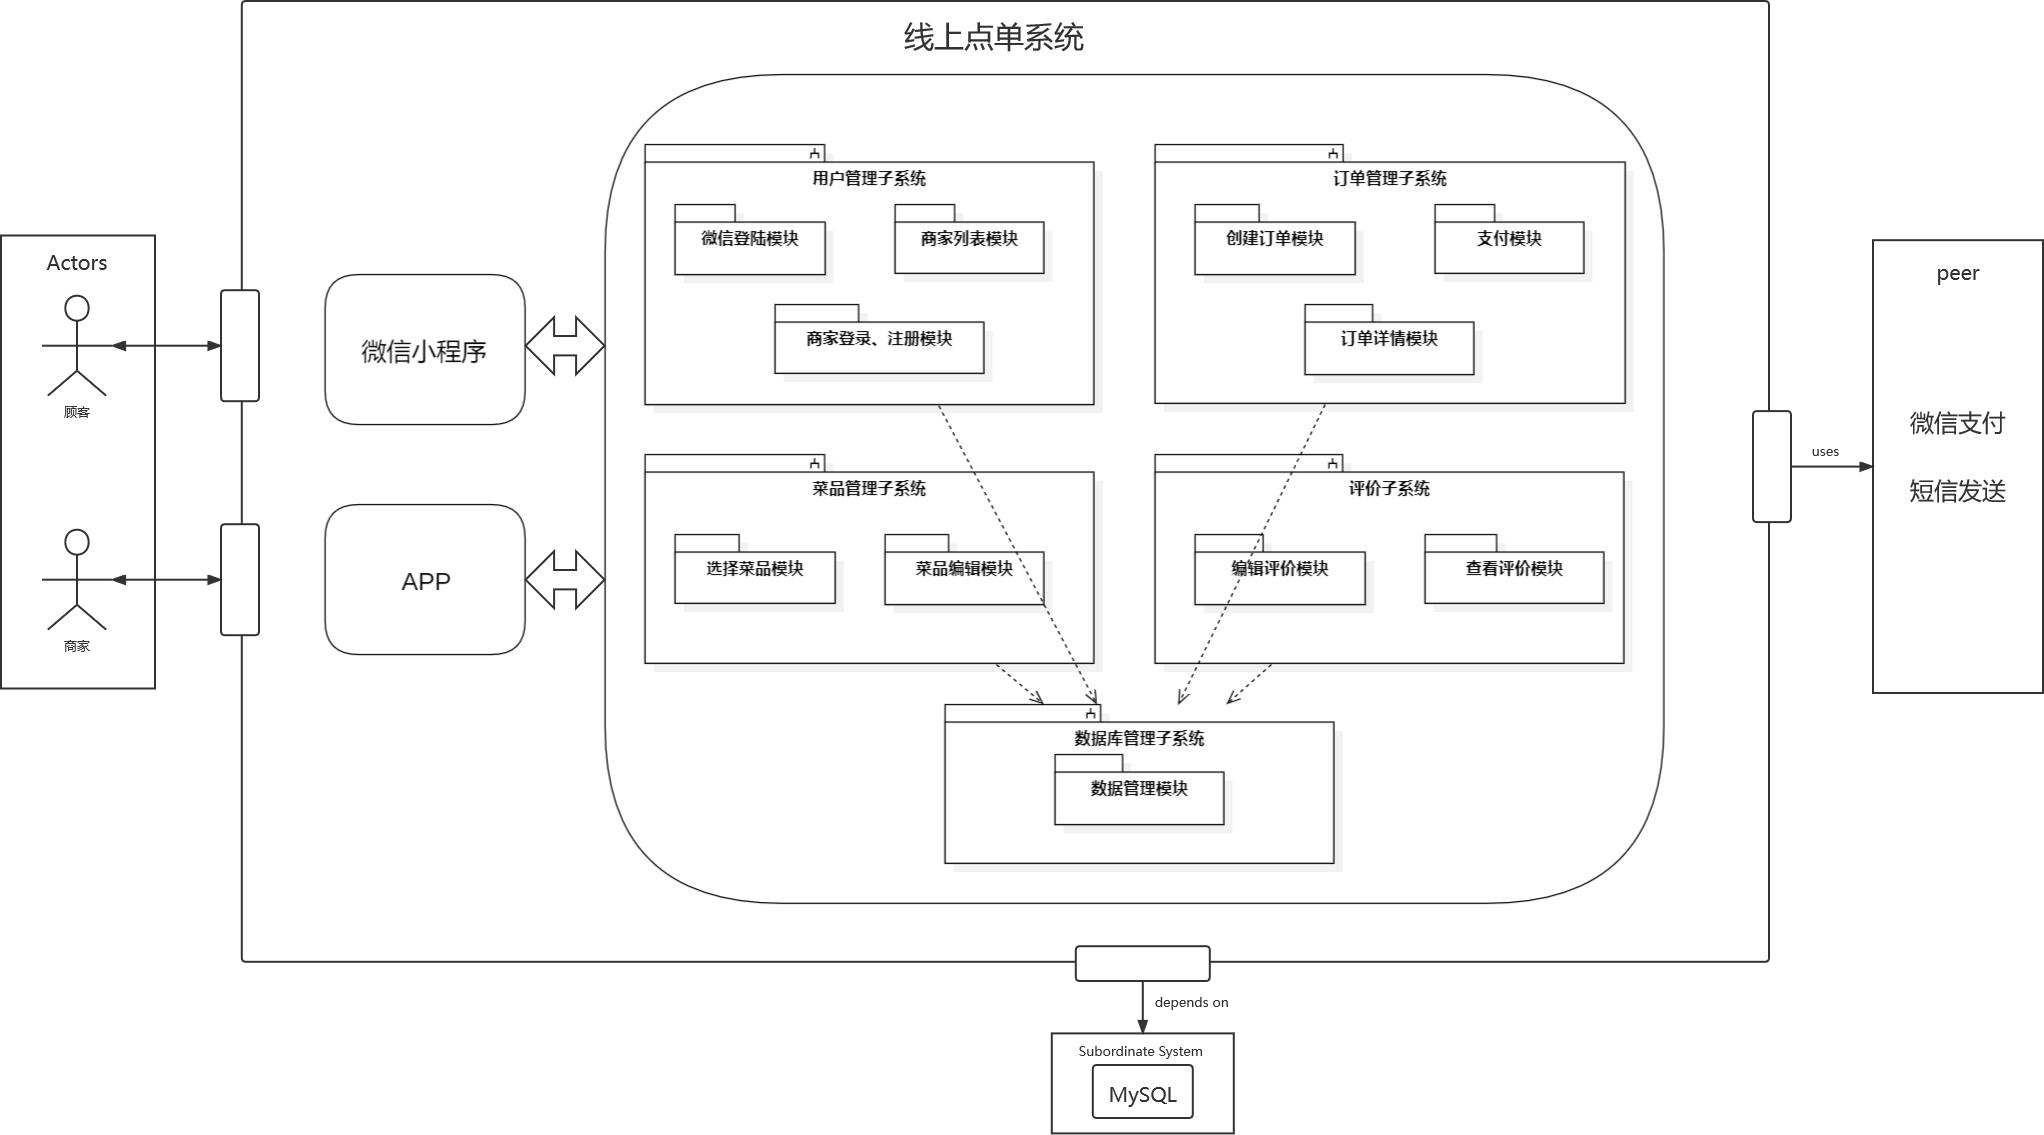 线上点单系统
Actors
顾客
商家
微信小程序
APP
用户管理子系统
微信登陆模块
商家列表模块
商家登录、注册模块
订单管理子系统
创建订单模块
支付模块
订单详情模块
菜品管理子系统
选择菜品模块
菜品编辑模块
评价子系统
编辑评价模块
查看评价模块
数据库管理子系统
数据管理模块
uses
peer
微信支付
短信发送
depends on
Subordinate System
MySQL